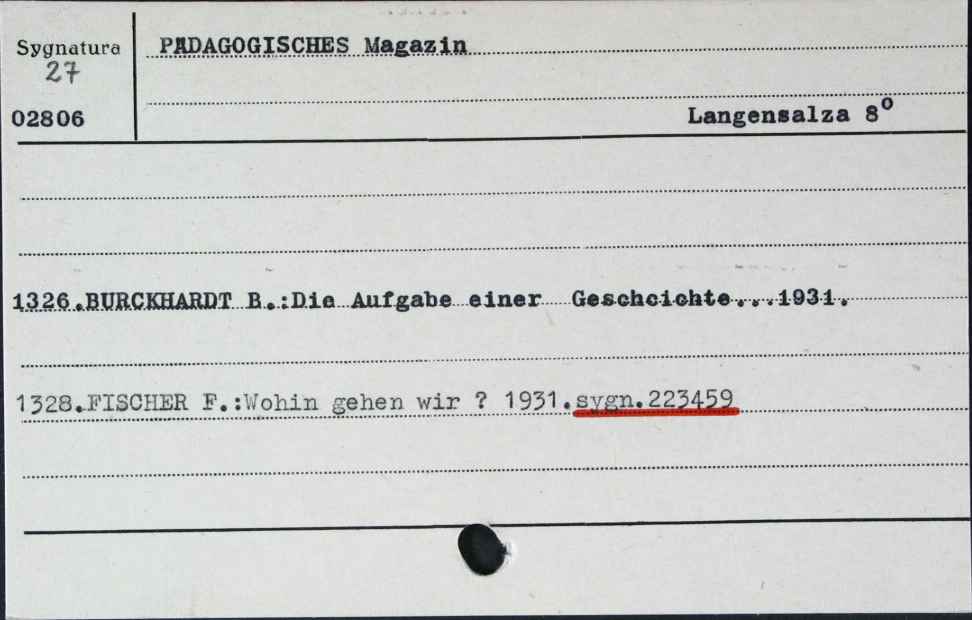 Sygnatura
27
02806
PADAGOGISCHES Magazin
Langensalza 8°
1326.BURCKHARDT B.:Die Aufgabe einer Geschcichte...1931.
1328.FISCHER F.:Wohin gehen wir ? 1931.sygn.223459